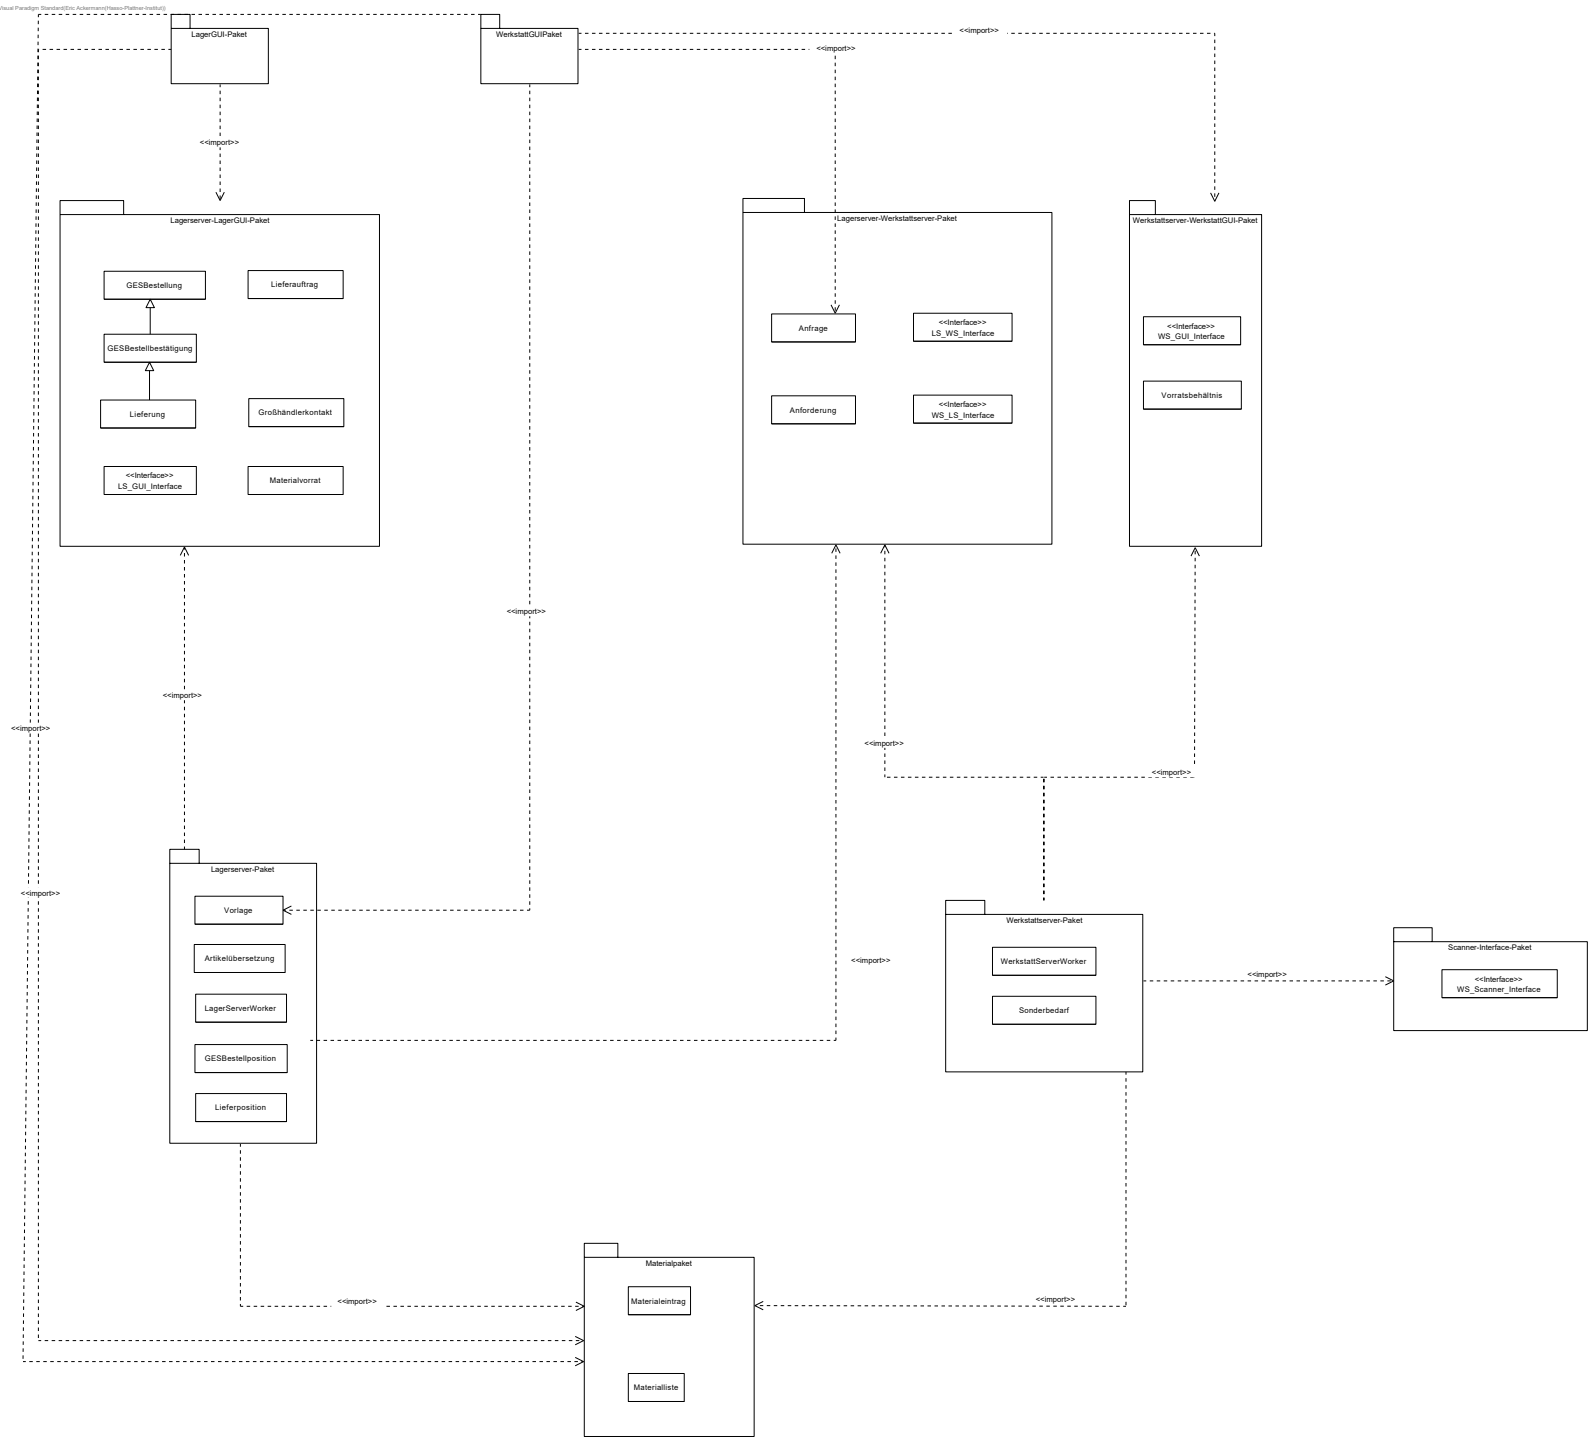 Visual Paradigm Standard(Eric Ackermann(Hasso-Plattner-Institut))
LagerGUI-Paket
WerkstattGUIPaket
<<import>>
<<import>>
<<import>>
Lagerserver-LagerGUI-Paket
Lagerserver-Werkstattserver-Paket
Werkstattserver-WerkstattGUI-Paket
GESBestellung
Lieferauftrag
GESBestellbestätigung
Lieferung
Großhändlerkontakt
<<Interface>>
LS_GUI_Interface
Materialvorrat
Anfrage
<<Interface>>
LS_WS_Interface
Anforderung
<<Interface>>
WS_LS_Interface
<<Interface>>
WS_GUI_Interface
Vorratsbehältnis
<<import>>
<<import>>
<<import>>
<<import>>
<<import>>
<<import>>
Lagerserver-Paket
Vorlage
Artikelübersetzung
LagerServerWorker
GESBestellposition
Lieferposition
<<import>>
Werkstattserver-Paket
WerkstattServerWorker
Sonderbedarf
<<import>>
Scanner-Interface-Paket
<<Interface>>
WS_Scanner_Interface
Materialpaket
Materialeintrag
Materialliste
<<import>>
<<import>>